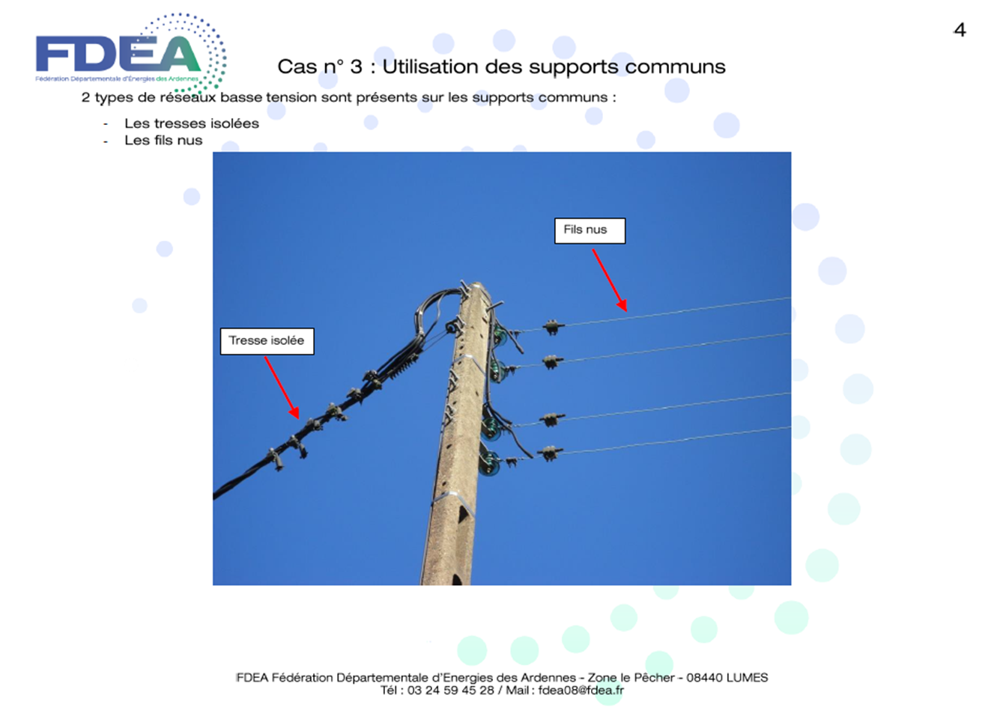 4
FDEA
Fédération Départementale d'Énergies des Ardennes
Cas n° 3 : Utilisation des supports communs
2 types de réseaux basse tension sont présents sur les supports communs :
- Les tresses isolées
- Les fils nus
Fils nus
Tresse isolée
FDEA Fédération Départementale d'Energies des Ardennes - Zone le Pêcher - 08440 LUMES
Tél : 03 24 59 45 28 / Mail : fdea08@fdea.fr